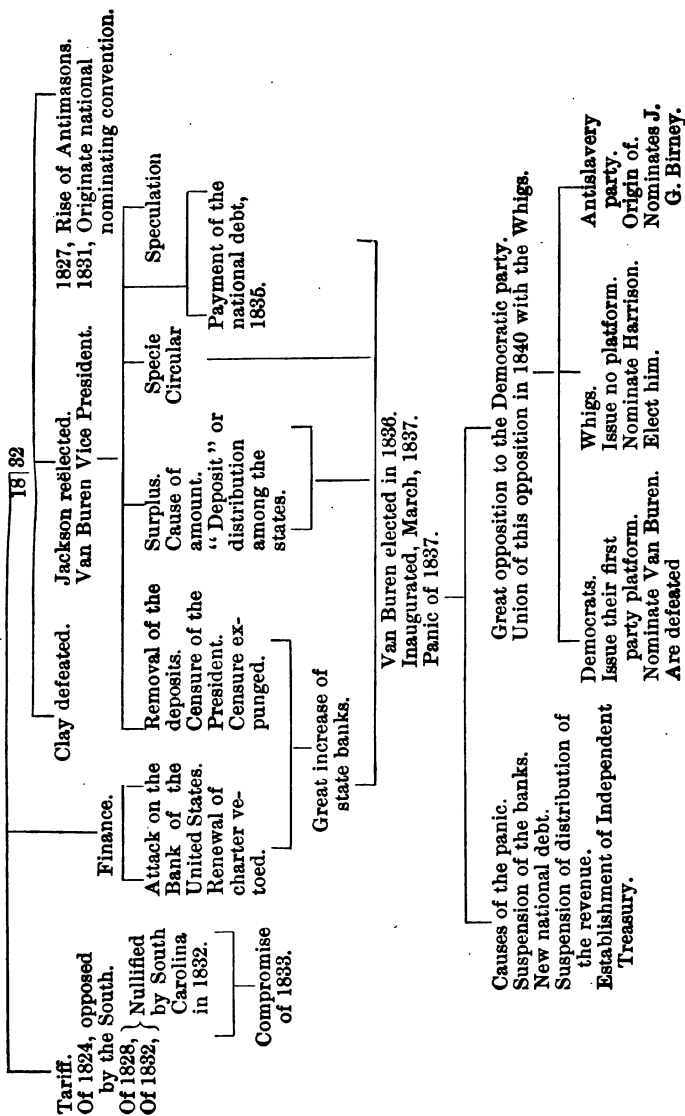 18|32
Tariff.
Of 1824, opposed
by the South.
Of 1828, } Nullified
Of 1832, } by South
Carolina
in 1832.
Compromise
of 1833.
Finance.
Attack on the
Bank of the
United States.
Renewal of
charter ve-
toed.
Clay defeated.
Jackson reëlected.
Van Buren Vice President.
1827, Rise of Antimasons.
1831, Originate national
nominating convention.
Removal of the
deposits.
Censure of the
President.
Censure ex-
punged.
Surplus.
Cause of
amount.
"Deposit" or
distribution
among the
states.
Specie
Circular
Speculation
Payment of the
national debt,
1835.
Great increase of
state banks.
Van Buren elected in 1836.
Inaugurated, March, 1837.
Panic of 1837.
Causes of the panic.
Suspension of the banks.
New national debt.
Suspension of distribution of
the revenue.
Establishment of Independent
Treasury.
Great opposition to the Democratic party.
Union of this opposition in 1840 with the Whigs.
Democrats.
Issue their first
party platform.
Nominate Van Buren.
Are defeated
Whigs.
Issue no platform.
Nominate Harrison.
Elect him.
Antislavery
party.
Origin of.
Nominates J.
G. Birney.